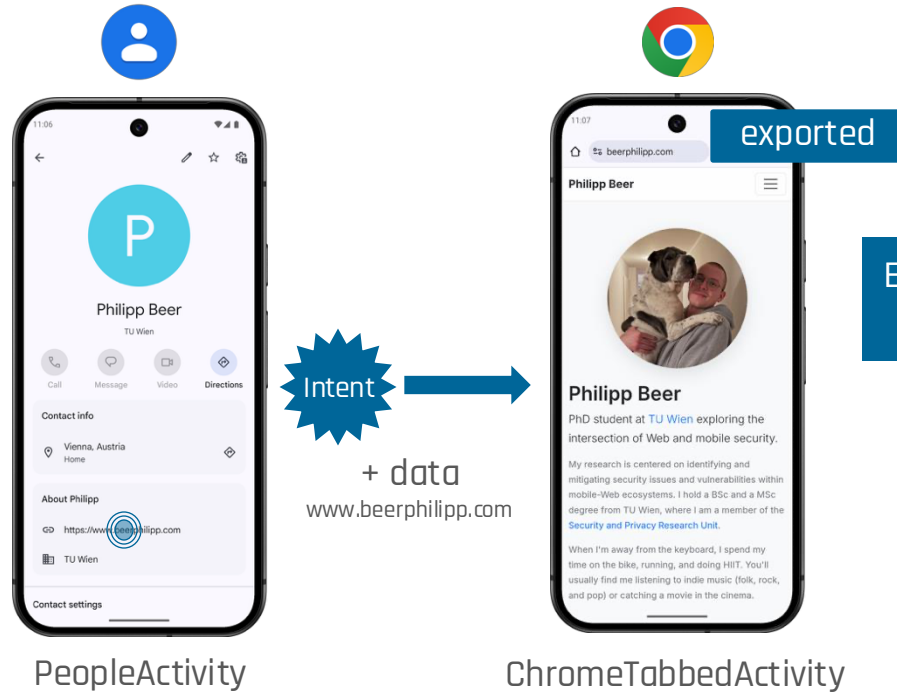 11:06
P
Philipp Beer
TU Wien
Call Message Video Directions
Contact info
Vienna, Austria
Home
About Philipp
https://www.beerphilipp.com
TU Wien
Contact settings
PeopleActivity
Intent
+ data
www.beerphilipp.com
11:07
beerphilipp.com
exported
Philipp Beer
Philipp Beer
PhD student at TU Wien exploring the
intersection of Web and mobile security.
My research is centered on identifying and
mitigating security issues and vulnerabilities within
mobile-Web ecosystems. I hold a BSc and a MSc
degree from TU Wien, where I am a member of the
Security and Privacy Research Unit.
When I'm away from the keyboard, I spend my
time on the bike, running, and doing HIIT. You'll
usually find me listening to indie music (folk, rock,
and pop) or catching a movie in the cinema.
ChromeTabbedActivity